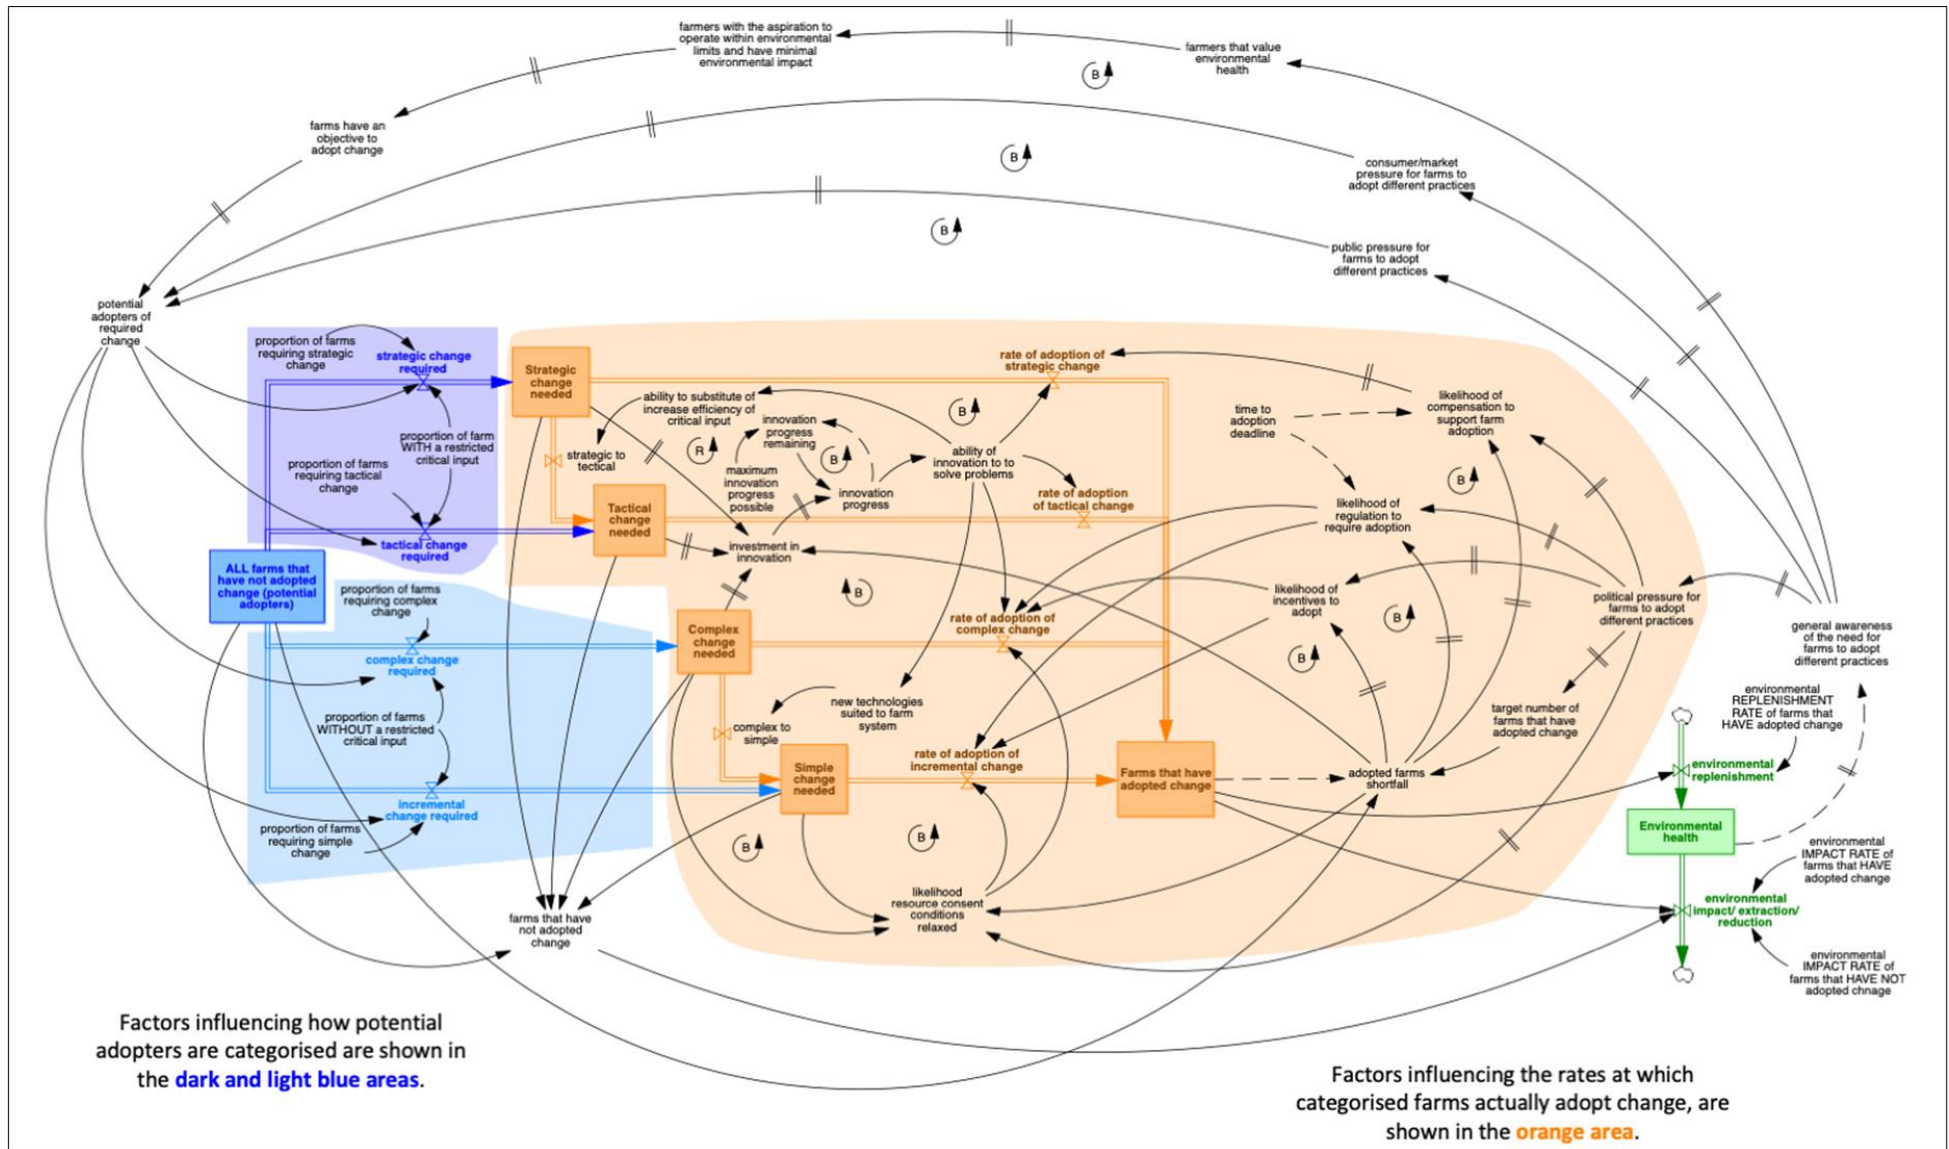 farmers with the aspiration to
operate within environmental
limits and have minimal
environmental impact
farmers that value
environmental
health
B
farms have an
objective to
adopt change
B
consumer/market
pressure for farms to
adopt different practices
B
public pressure for
farms to adopt
different practices
potential
adopters of
required
change
proportion of farms
requiring strategic
change
strategic change
required
Strategic
change
needed
rate of adoption of
strategic change
ability to substitute of
increase efficiency of
critical input
B
innovation
progress
remaining
time to
adoption
deadline
likelihood of
compensation to
support farm
adoption
proportion of farm
WITH a restricted
critical input
R
B
strategic to
tectical
ability of
innovation to to
solve problems
proportion of farms
requiring tactical
change
maximum
innovation
progress
possible
innovation
progress
B
rate of adoption
of tactical change
likelihood of
regulation to
require adoption
Tactical
change
needed
tactical change
required
investment in
innovation
ALL farms that
have not adopted
change (potential
adopters)
proportion of farms
requiring complex
change
B
likelihood of
incentives to
adopt
B
political pressure for
farms to adopt
different practices
Complex
change
needed
rate of adoption of
complex change
general awareness
of the need for
farms to adopt
different practices
complex change
required
B
proportion of farms
WITHOUT a restricted
critical input
new technologies
suited to farm
system
complex to
simple
target number of
farms that have
adopted change
environmental
REPLENISHMENT
RATE of farms that
HAVE adopted change
rate of adoption of
incremental change
Simple
change
needed
Farms that have
adopted change
adopted farms
shortfall
environmental
replenishment
incremental
change required
proportion of farms
requiring simple
change
B
B
Environmental
health
environmental
IMPACT RATE of
farms that HAVE
adopted change
farms that have
not adopted
change
likelihood
resource consent
conditions
relaxed
environmental
impact/ extraction/
reduction
environmental
IMPACT RATE of
farms that HAVE NOT
adopted chnage
Factors influencing how potential
adopters are categorised are shown in
the dark and light blue areas.
Factors influencing the rates at which
categorised farms actually adopt change, are
shown in the orange area.